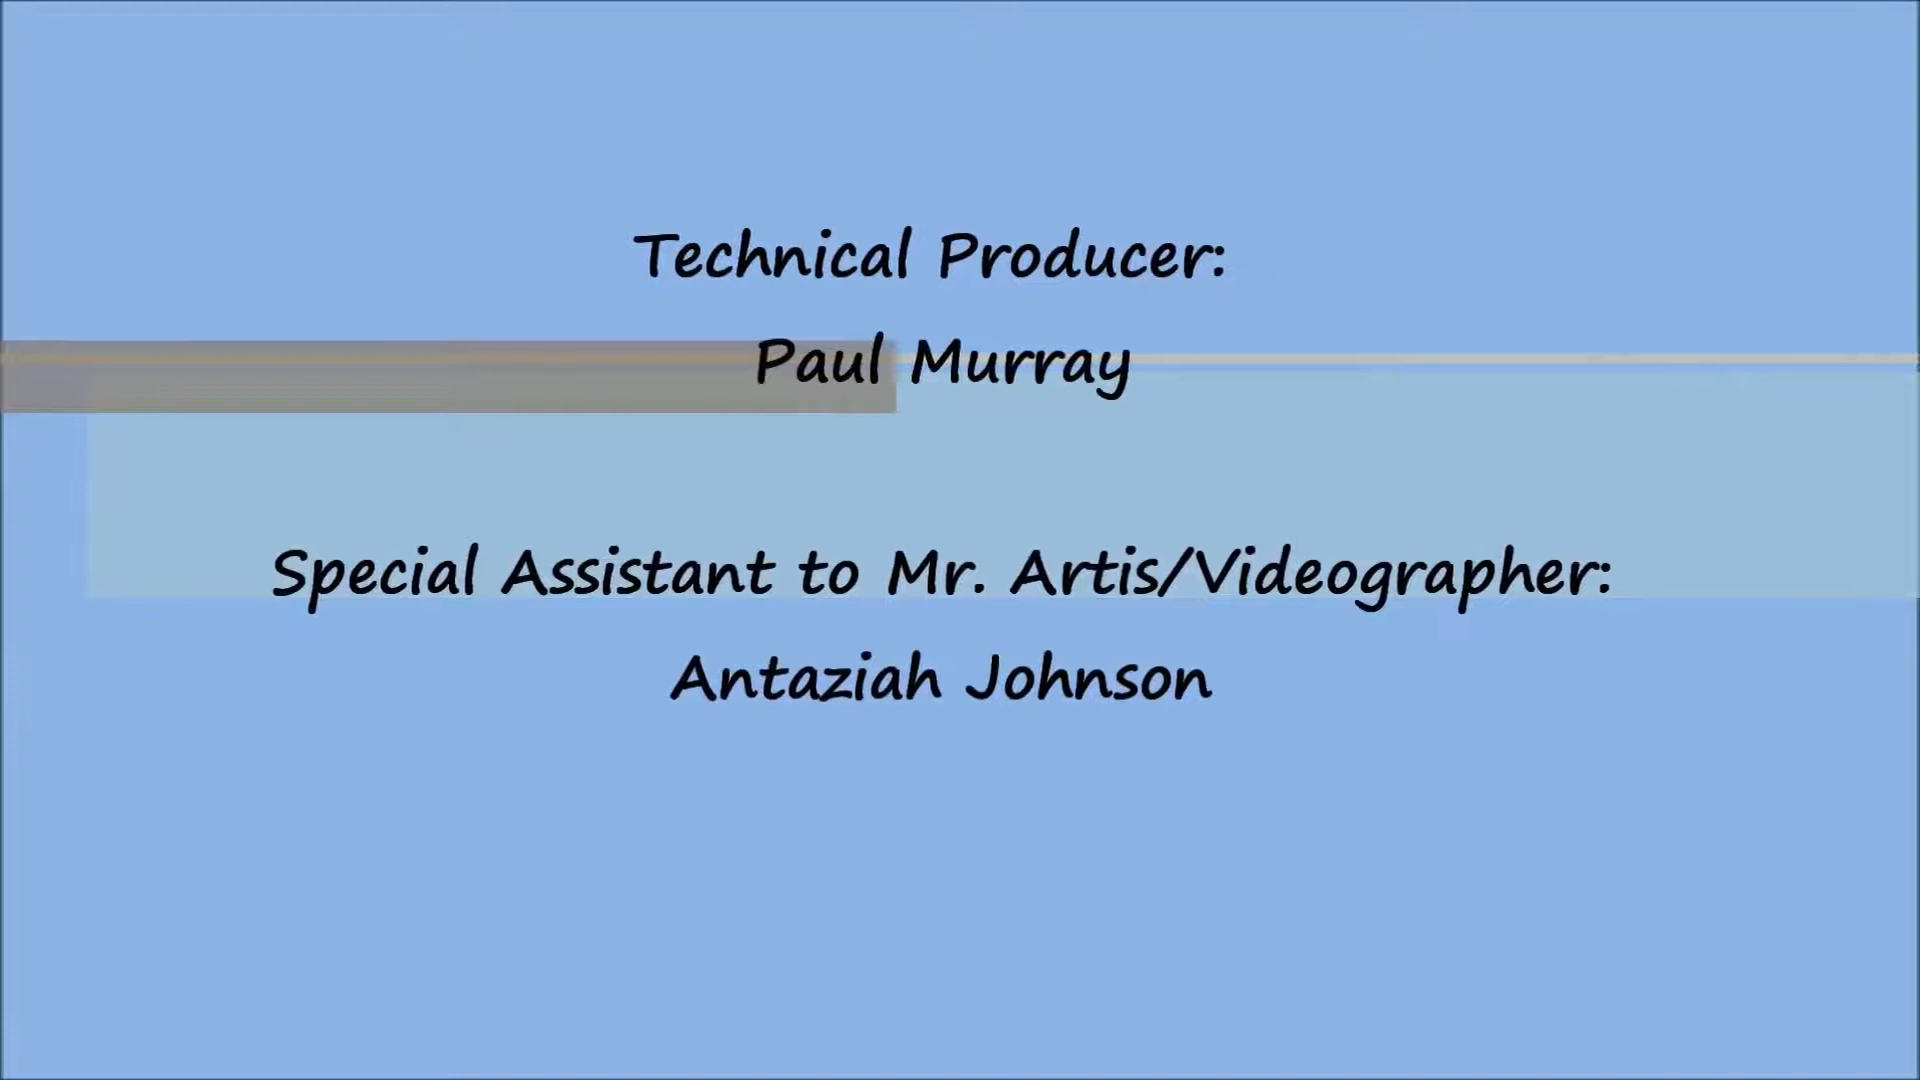 Technical Producer:
Paul Murray
Special Assistant to Mr. Artis/Videographer:
Antaziah Johnson